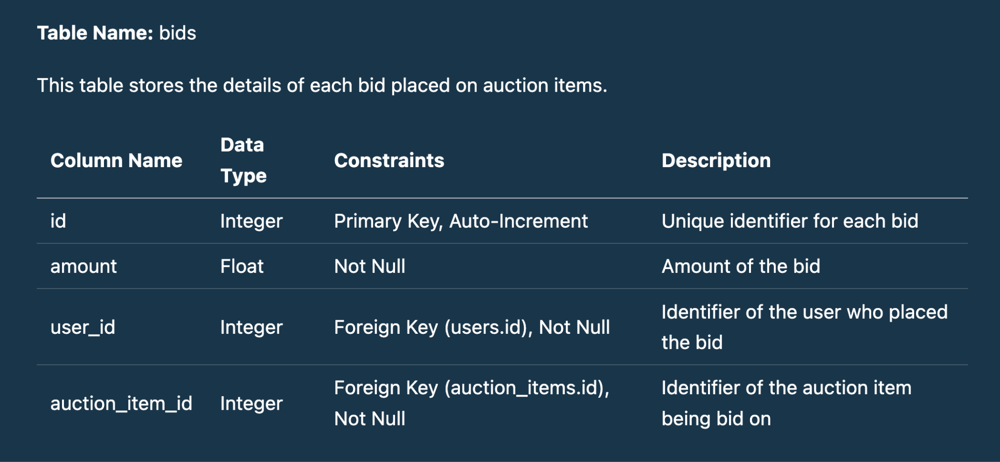 Table Name: bids
This table stores the details of each bid placed on auction items.
Column Name Data Type Constraints Description
id Integer Primary Key, Auto-Increment Unique identifier for each bid
amount Float Not Null Amount of the bid
user_id Integer Foreign Key (users.id), Not Null Identifier of the user who placed the bid
auction_item_id Integer Foreign Key (auction_items.id), Not Null Identifier of the auction item being bid on